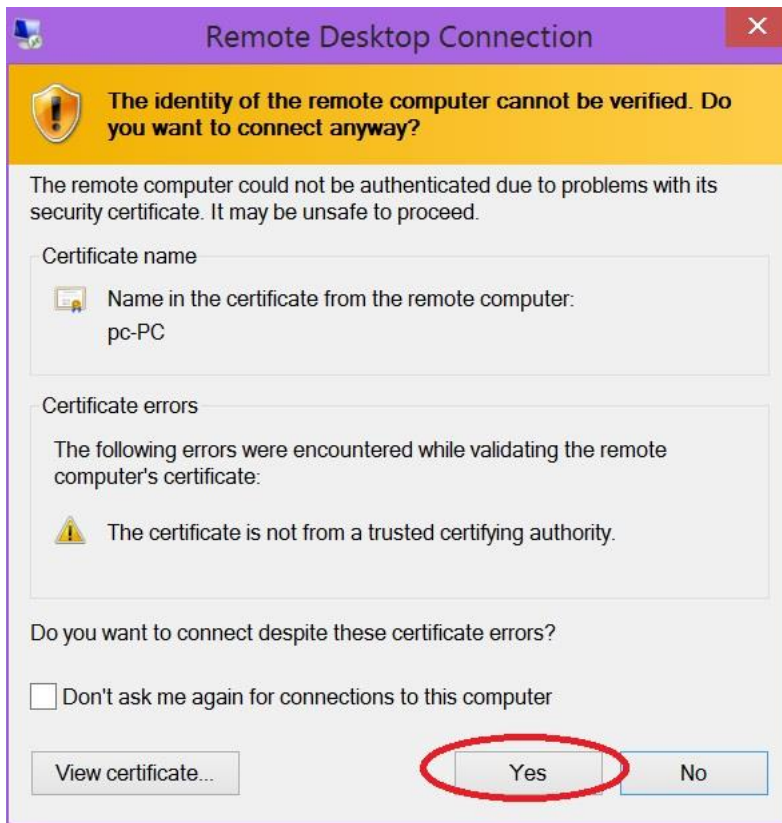 Remote Desktop Connection
The identity of the remote computer cannot be verified. Do
you want to connect anyway?
The remote computer could not be authenticated due to problems with its
security certificate. It may be unsafe to proceed.
Certificate name
Name in the certificate from the remote computer:
pc-PC
Certificate errors
The following errors were encountered while validating the remote
computer's certificate:
The certificate is not from a trusted certifying authority.
Do you want to connect despite these certificate errors?
Don't ask me again for connections to this computer
View certificate... Yes No